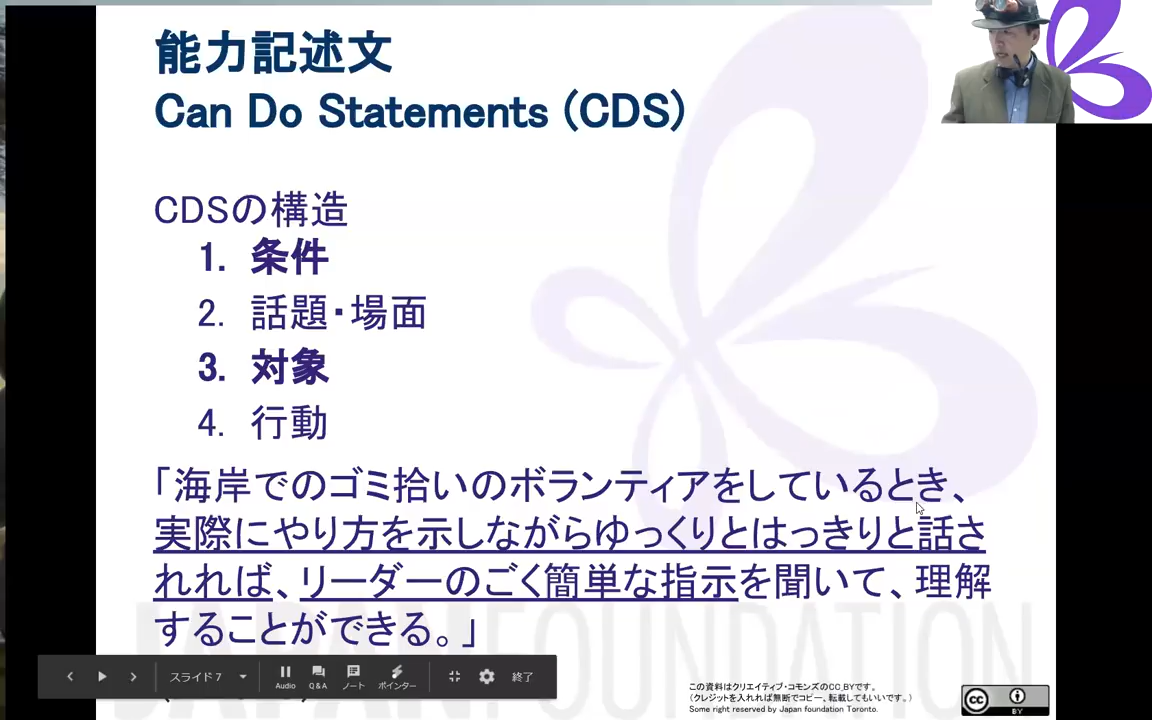 能力記述文
Can Do Statements (CDS)
CDSの構造
1. 条件
2. 話題・場面
3. 対象
4. 行動
「海岸でのゴミ拾いのボランティアをしているとき、
実際にやり方を示しながらゆっくりとはっきりと話さ
れれば、リーダーのごく簡単な指示を聞いて、理解
することができる。」
JAPAN FOUNDATION
スライド 7
Audio
Q&A
ノート
ポインター
終了
この資料はクリエイティブ・コモンズのCC_BYです。
(クレジットを入れれば無断でコピー、転載してもいいです。)
Some right reserved by Japan foundation Toronto.
cc
BY